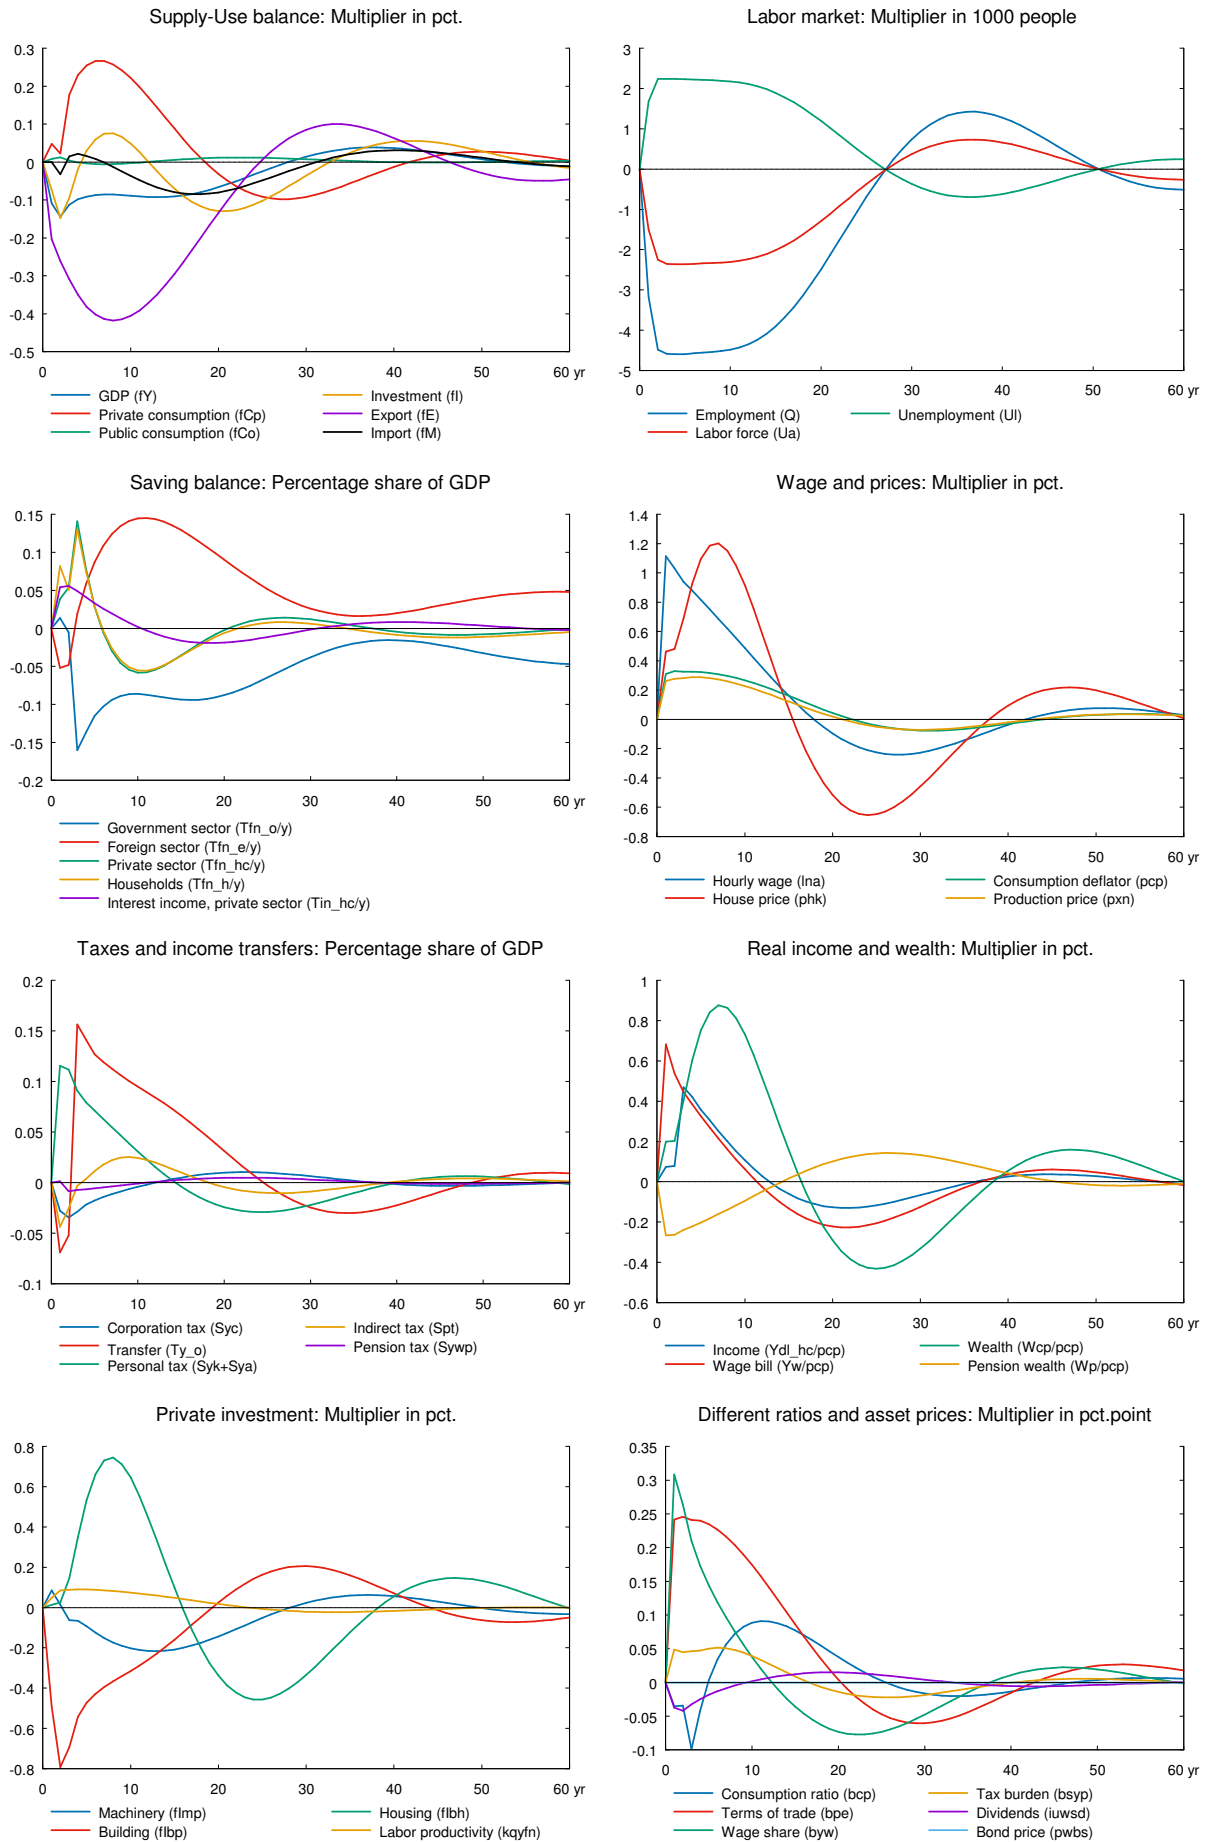 Supply-Use balance: Multiplier in pct.
0.3
0.2
0.1
0
-0.1
-0.2
-0.3
-0.4
-0.5
0 10 20 30 40 50 60 yr
GDP (fY) Investment (fI)
Private consumption (fCp) Export (fE)
Public consumption (fCo) Import (fM)
Labor market: Multiplier in 1000 people
3
2
1
0
-1
-2
-3
-4
-5
0 10 20 30 40 50 60 yr
Employment (Q) Unemployment (Ul)
Labor force (Ua)
Saving balance: Percentage share of GDP
0.15
0.1
0.05
0
-0.05
-0.1
-0.15
-0.2
0 10 20 30 40 50 60 yr
Government sector (Tfn_o/y)
Foreign sector (Tfn_e/y)
Private sector (Tfn_hc/y)
Households (Tfn_h/y)
Interest income, private sector (Tin_hc/y)
Wage and prices: Multiplier in pct.
1.4
1.2
1
0.8
0.6
0.4
0.2
0
-0.2
-0.4
-0.6
-0.8
0 10 20 30 40 50 60 yr
Hourly wage (lna) Consumption deflator (pcp)
House price (phk) Production price (pxn)
Taxes and income transfers: Percentage share of GDP
0.2
0.15
0.1
0.05
0
-0.05
-0.1
0 10 20 30 40 50 60 yr
Corporation tax (Syc) Indirect tax (Spt)
Transfer (Ty_o) Pension tax (Sywp)
Personal tax (Syk+Sya)
Real income and wealth: Multiplier in pct.
1
0.8
0.6
0.4
0.2
0
-0.2
-0.4
-0.6
0 10 20 30 40 50 60 yr
Income (Ydl_hc/pcp) Wealth (Wcp/pcp)
Wage bill (Yw/pcp) Pension wealth (Wp/pcp)
Private investment: Multiplier in pct.
0.8
0.6
0.4
0.2
0
-0.2
-0.4
-0.6
-0.8
0 10 20 30 40 50 60 yr
Machinery (fImp) Housing (fIbh)
Building (fIbp) Labor productivity (kqyfn)
Different ratios and asset prices: Multiplier in pct.point
0.35
0.3
0.25
0.2
0.15
0.1
0.05
0
-0.05
-0.1
0 10 20 30 40 50 60 yr
Consumption ratio (bcp) Tax burden (bsyp)
Terms of trade (bpe) Dividends (iuwsd)
Wage share (byw) Bond price (pwbs)